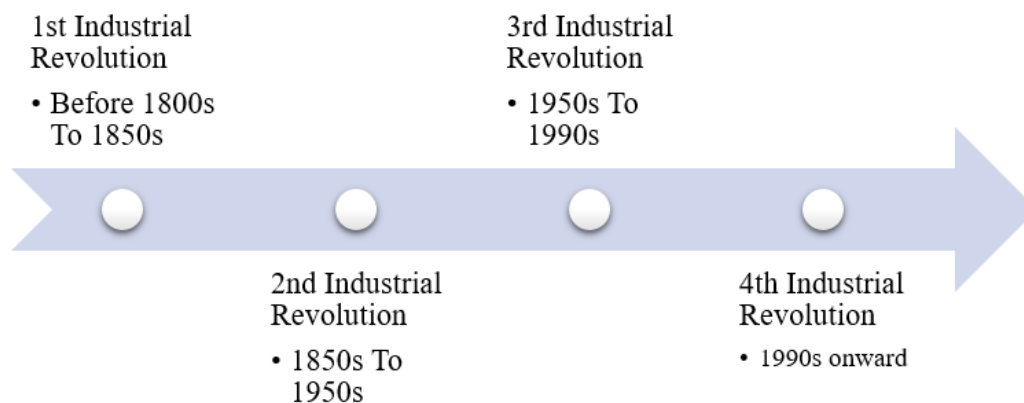 1st Industrial
Revolution
• Before 1800s
To 1850s
2nd Industrial
Revolution
• 1850s To
1950s
3rd Industrial
Revolution
• 1950s To
1990s
4th Industrial
Revolution
• 1990s onward